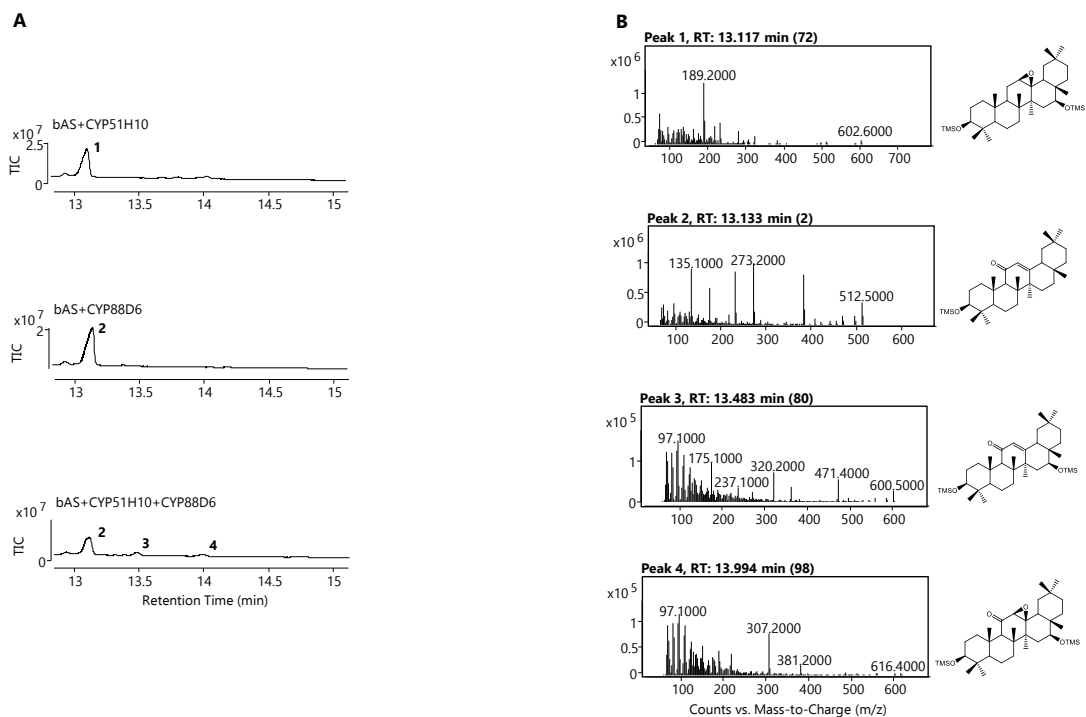 A
bAS+CYP51H10
x10 7
2.5
TIC
0
1
13 13.5 14 14.5 15
bAS+CYP88D6
x10 7
2
TIC
0
2
13 13.5 14 14.5 15
bAS+CYP51H10+CYP88D6
x10 7
TIC
0
2 3 4
13 13.5 14 14.5 15
Retention Time (min)
B
Peak 1, RT: 13.117 min (72)
x10 6
1
0.5
0
189.2000
602.6000
100 200 300 400 500 600 700
O
TMSO
OTMS
Peak 2, RT: 13.133 min (2)
x10 6
1
0.5
0
135.1000 273.2000
512.5000
100 200 300 400 500 600
O
TMSO
Peak 3, RT: 13.483 min (80)
x10 5
1
0
97.1000
175.1000
237.1000
320.2000
471.4000
600.5000
100 200 300 400 500 600
O
TMSO
OTMS
Peak 4, RT: 13.994 min (98)
x10 5
1
0.5
0
97.1000
307.2000
381.2000
616.4000
100 200 300 400 500 600
O O
TMSO
OTMS
Counts vs. Mass-to-Charge (m/z)